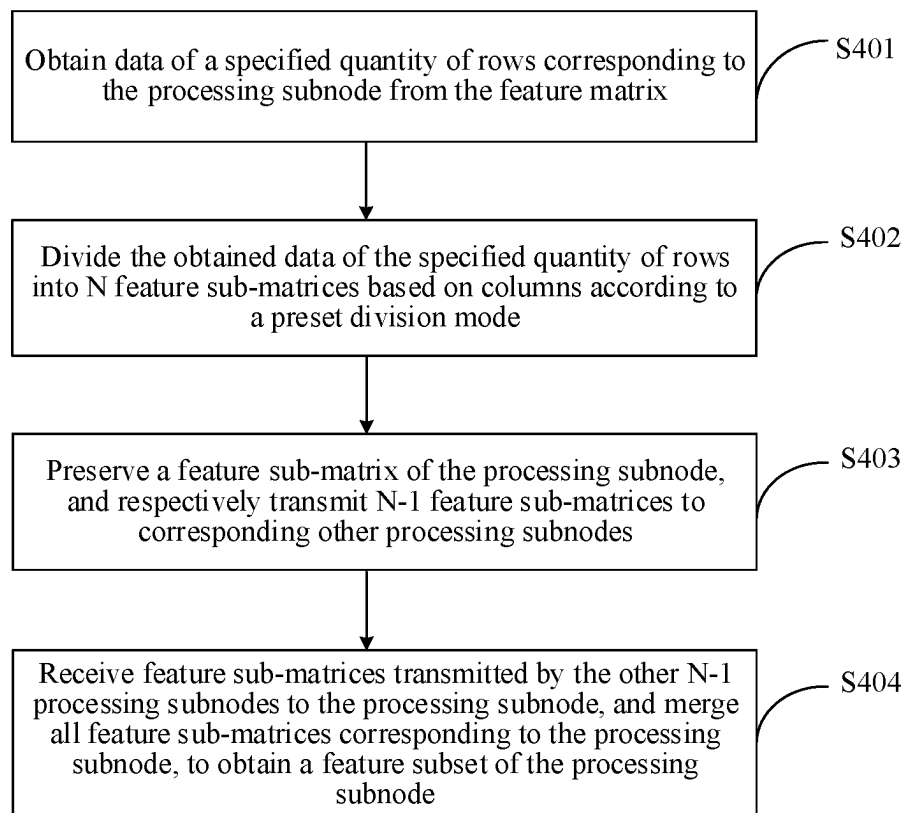 Obtain data of a specified quantity of rows corresponding to
the processing subnode from the feature matrix
S401
Divide the obtained data of the specified quantity of rows
into N feature sub-matrices based on columns according to
a preset division mode
S402
Preserve a feature sub-matrix of the processing subnode,
and respectively transmit N-1 feature sub-matrices to
corresponding other processing subnodes
S403
Receive feature sub-matrices transmitted by the other N-1
processing subnodes to the processing subnode, and merge
all feature sub-matrices corresponding to the processing
subnode, to obtain a feature subset of the processing
subnode
S404